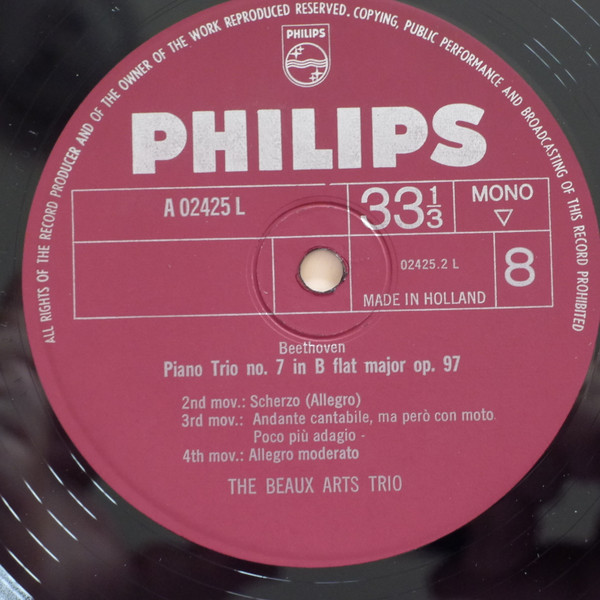 ALL RIGHTS OF THE RECORD PRODUCER AND OF THE OWNER OF THE WORK REPRODUCED RESERVED. COPYING, PUBLIC PERFORMANCE AND BROADCASTING OF THIS RECORD PROHIBITED
PHILIPS
PHILIPS
A 02425 L
33 1/3
MONO
02425.2 L
8
MADE IN HOLLAND
Beethoven
Piano Trio no. 7 in B flat major op. 97
2nd mov.: Scherzo (Allegro)
3rd mov.: Andante cantabile, ma però con moto.
Poco più adagio -
4th mov.: Allegro moderato
THE BEAUX ARTS TRIO